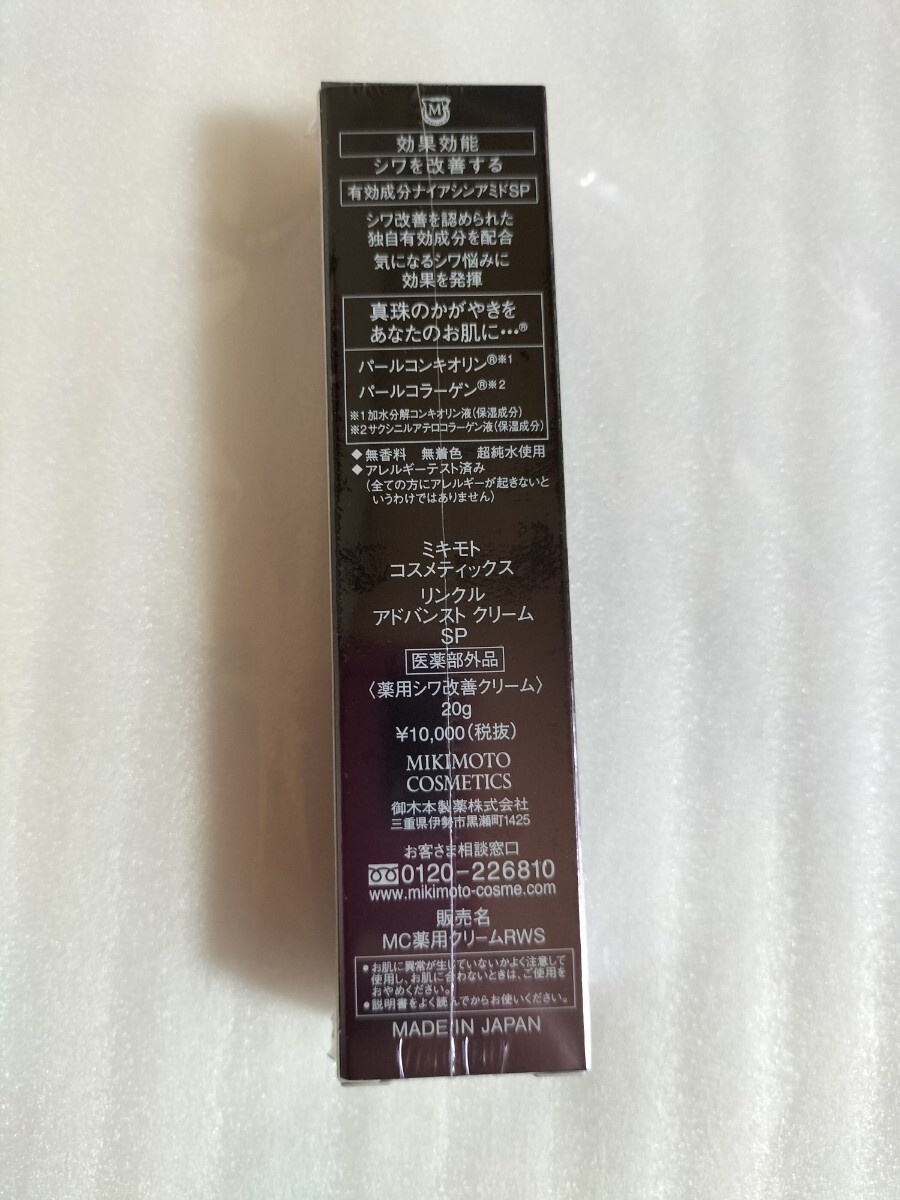 M
効果効能
シワを改善する
有効成分ナイアシンアミドSP
シワ改善を認められた
独自有効成分を配合
気になるシワ悩みに
効果を発揮
真珠のかがやきを
あなたのお肌に…®
パールコンキオリン®※1
パールコラーゲン®※2
※1加水分解コンキオリン液(保湿成分)
※2サクシニルアテロコラーゲン液(保湿成分)
◆無香料 無着色 超純水使用
◆アレルギーテスト済み
(全ての方にアレルギーが起きないと
いうわけではありません)
ミキモト
コスメティックス
リンクル
アドバンスト クリーム
SP
医薬部外品
〈薬用シワ改善クリーム〉
20g
¥10,000(税抜)
MIKIMOTO
COSMETICS
御木本製薬株式会社
三重県伊勢市黒瀬町1425
お客さま相談窓口
0120-226810
www.mikimoto-cosme.com
販売名
MC薬用クリームRWS
●お肌に異常が生じていないかよく注意して
使用し、お肌に合わないときは、ご使用を
おやめください。
●説明書をよく読んでからお使いください。
MADE IN JAPAN